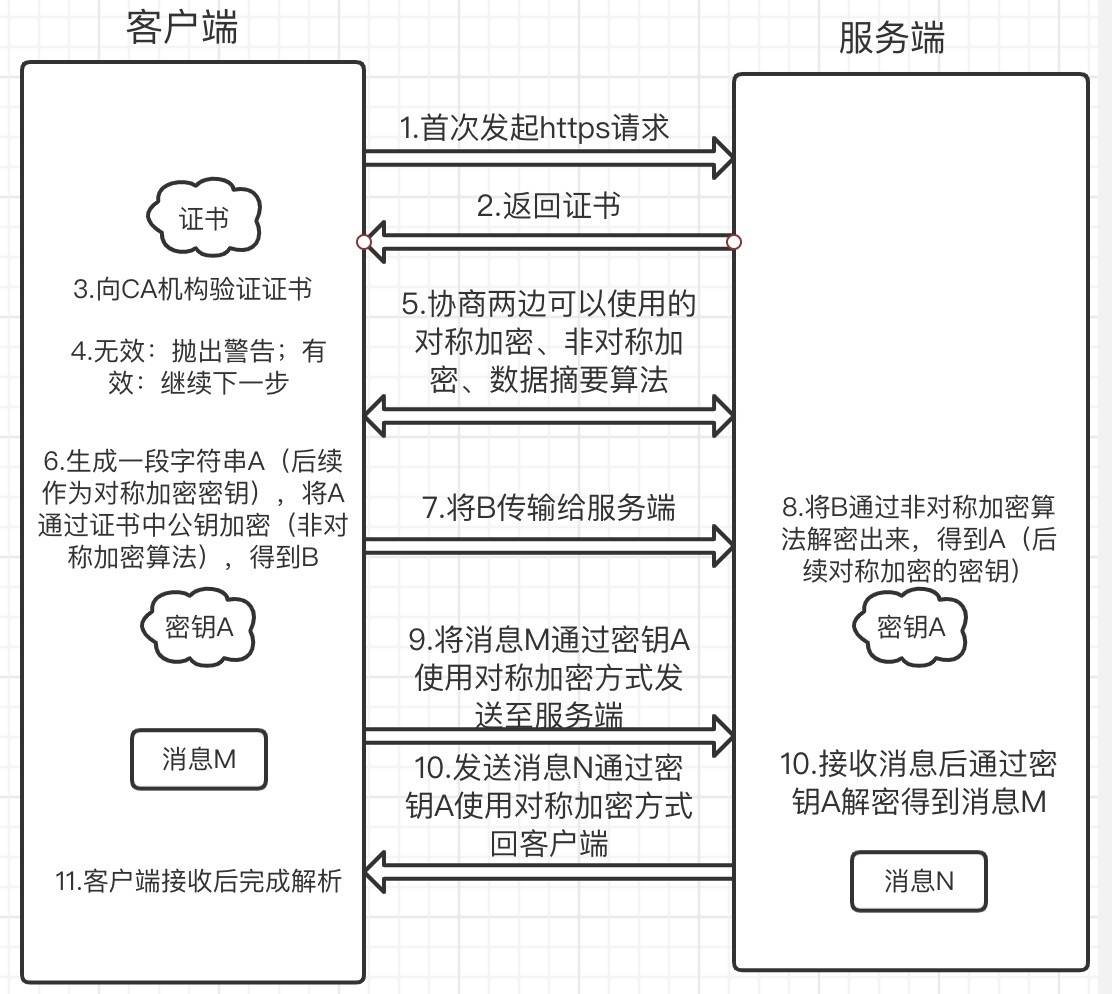 客户端
服务端
1.首次发起https请求
证书
2.返回证书
3.向CA机构验证证书
4.无效：抛出警告；有
效：继续下一步
5.协商两边可以使用的
对称加密、非对称加
密、数据摘要算法
6.生成一段字符串A（后续
作为对称加密密钥），将A
通过证书中公钥加密（非对
称加密算法），得到B
7.将B传输给服务端
8.将B通过非对称加密算
法解密出来，得到A（后
续对称加密的密钥）
密钥A
密钥A
9.将消息M通过密钥A
使用对称加密方式发
送至服务端
消息M
10.接收消息后通过密
钥A解密得到消息M
10.发送消息N通过密
钥A使用对称加密方式
回客户端
消息N
11.客户端接收后完成解析